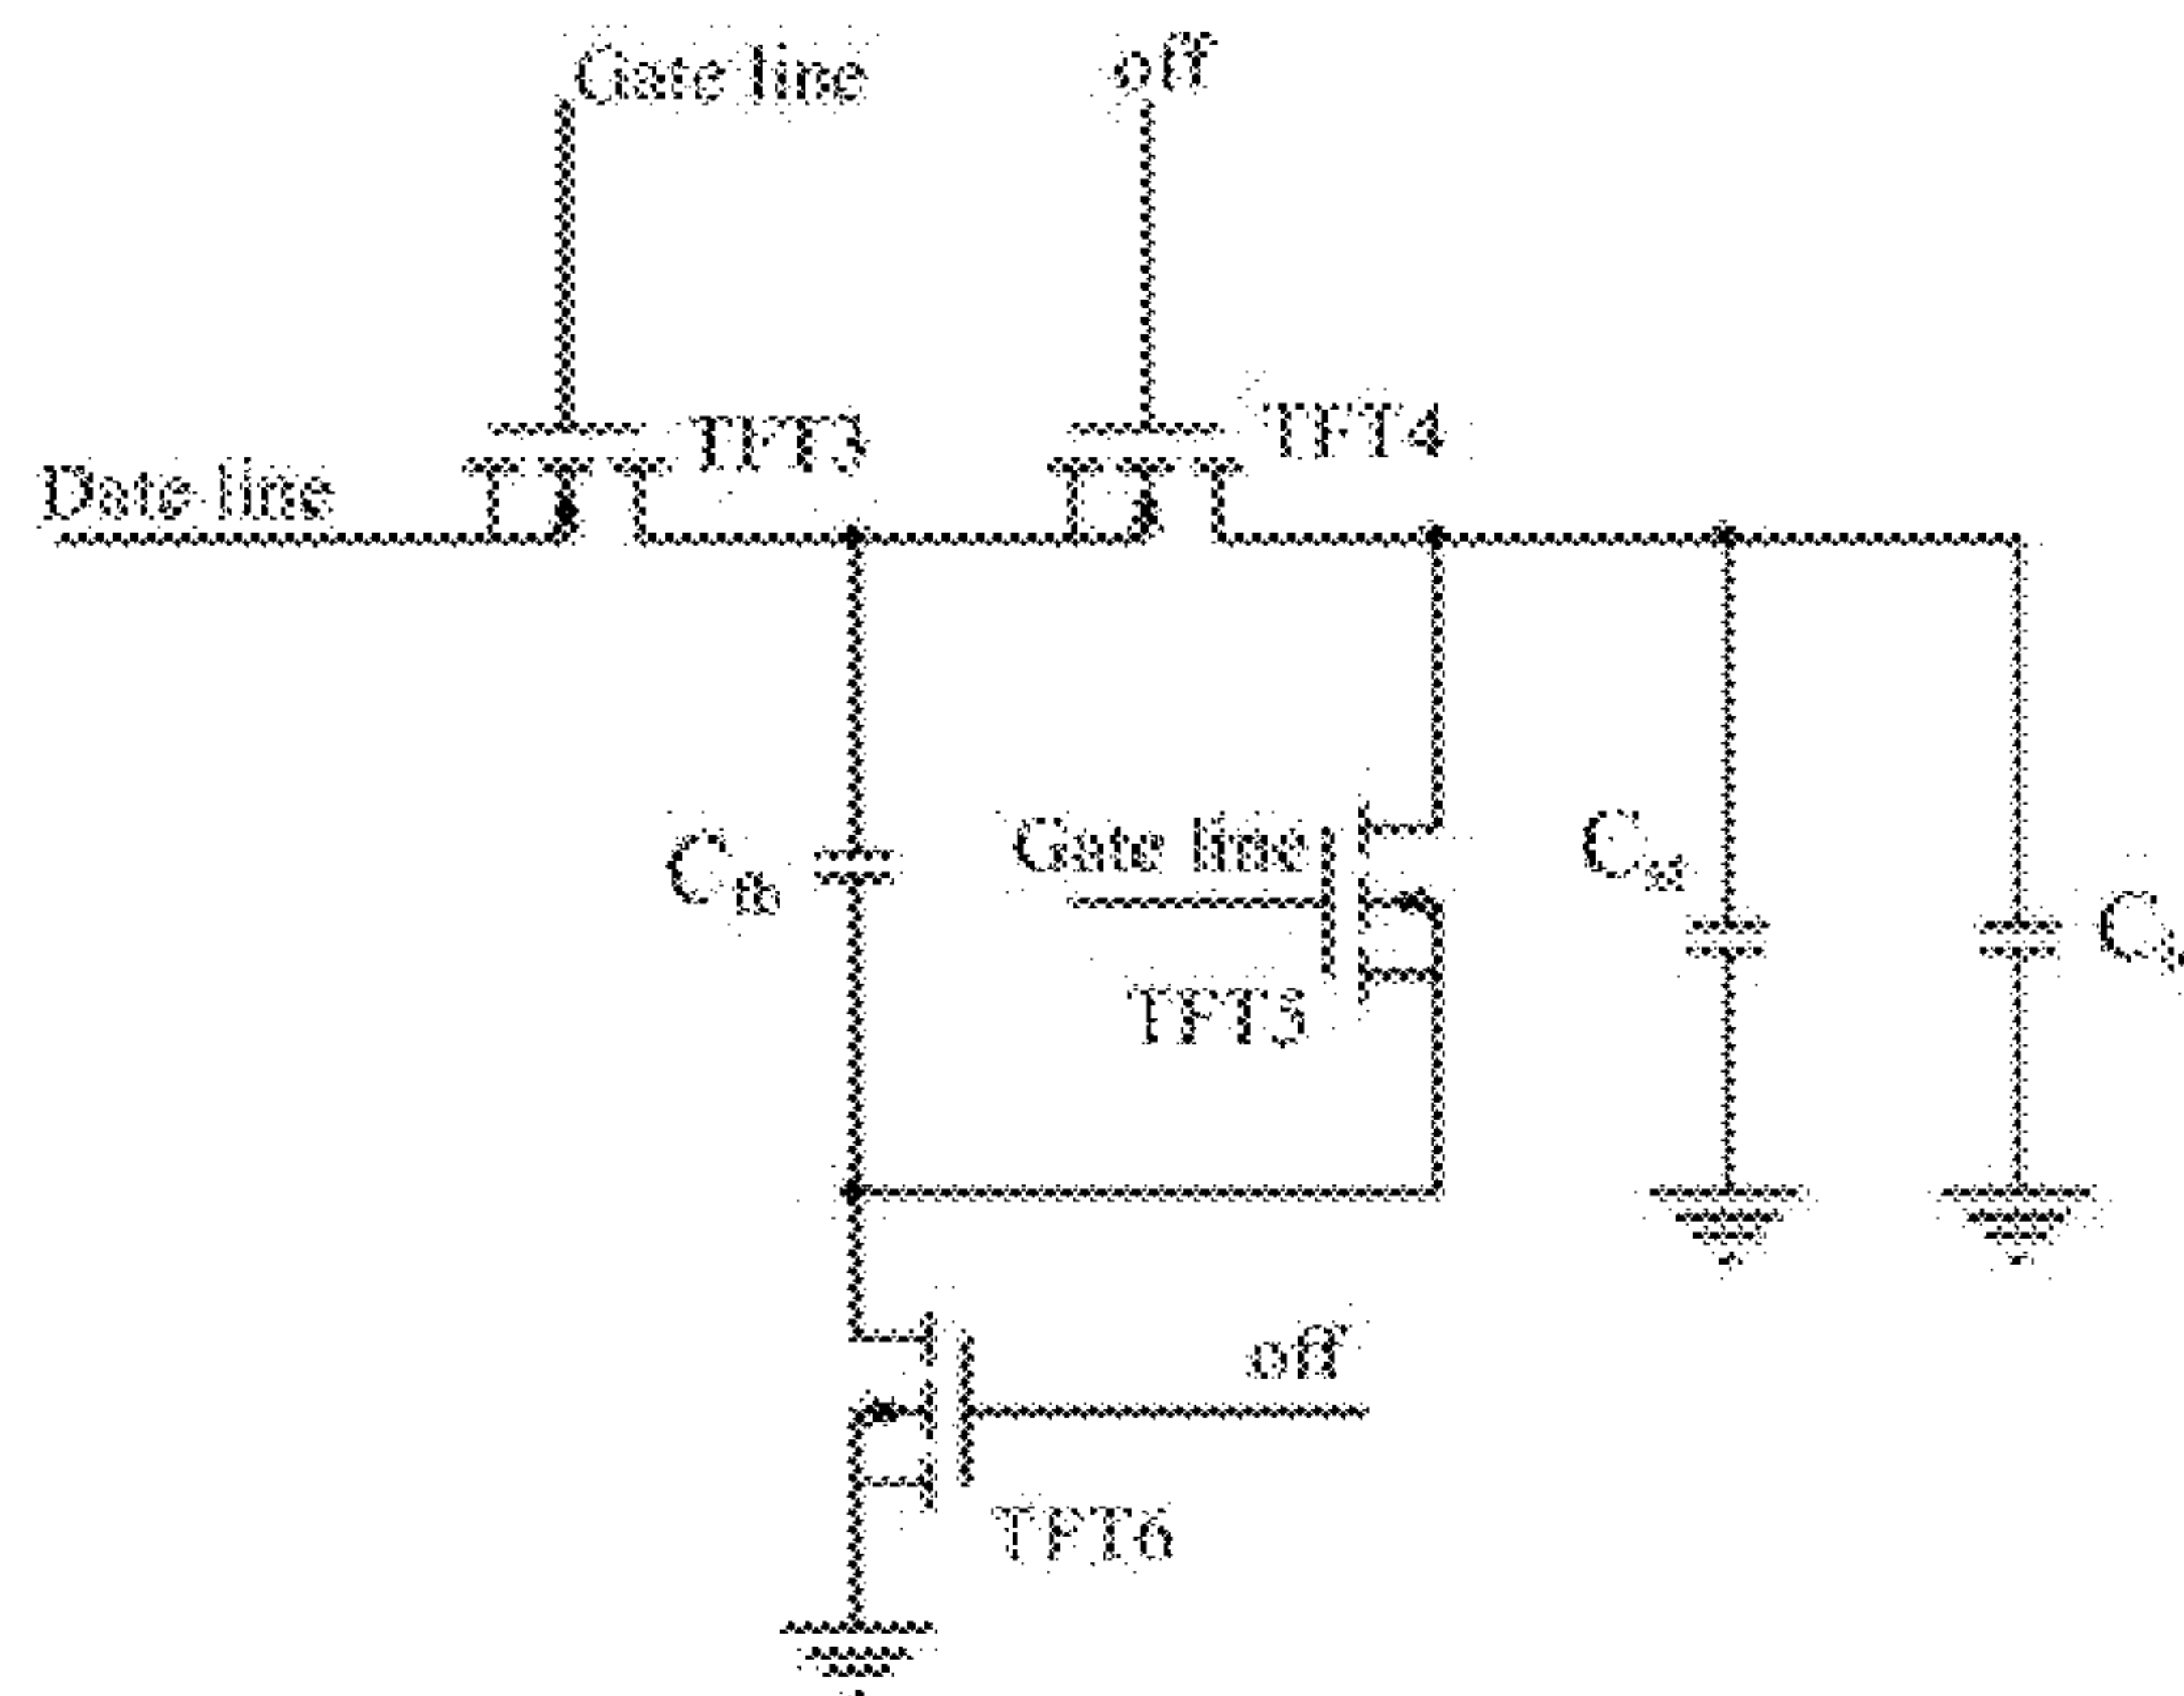 Gate line
off
TFT3
TFT4
Date line
Gate line
TFT5
off
TFT6